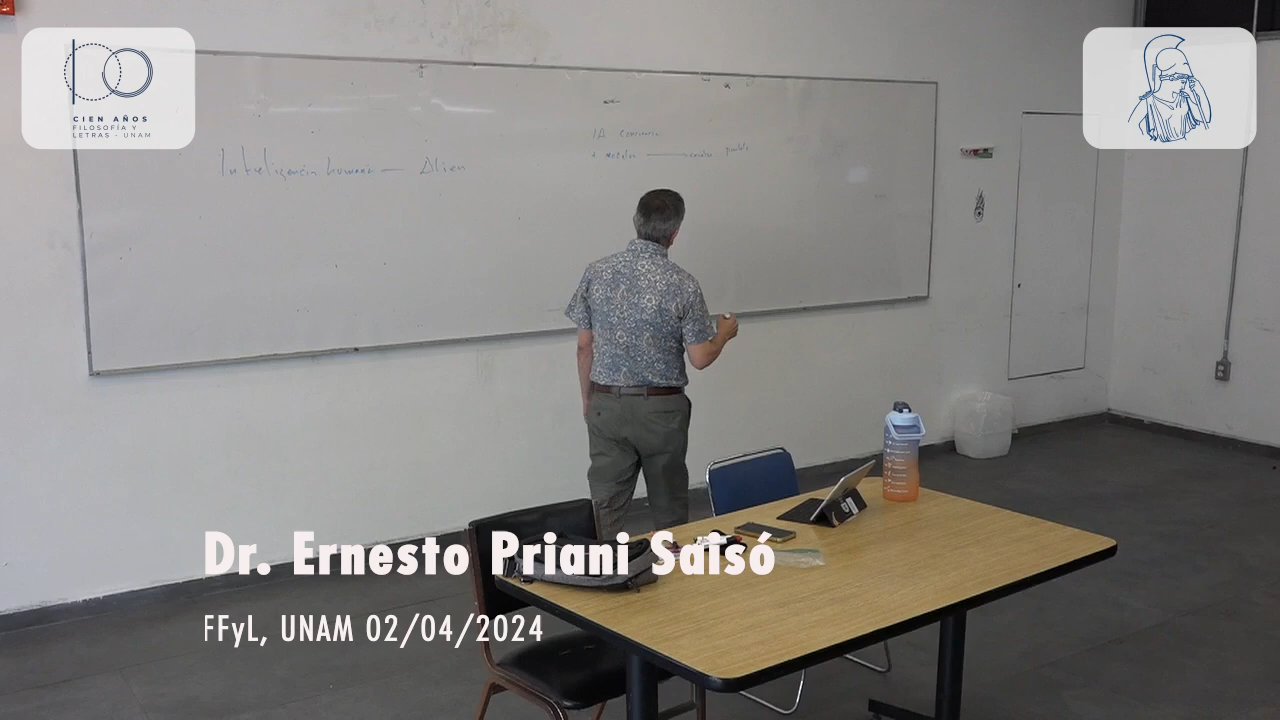 CIEN AÑOS
FILOSOFÍA Y
LETRAS · UNAM
Inteligencia humana — Alien
IA
Dr. Ernesto Priani Saisó
FFyL, UNAM 02/04/2024